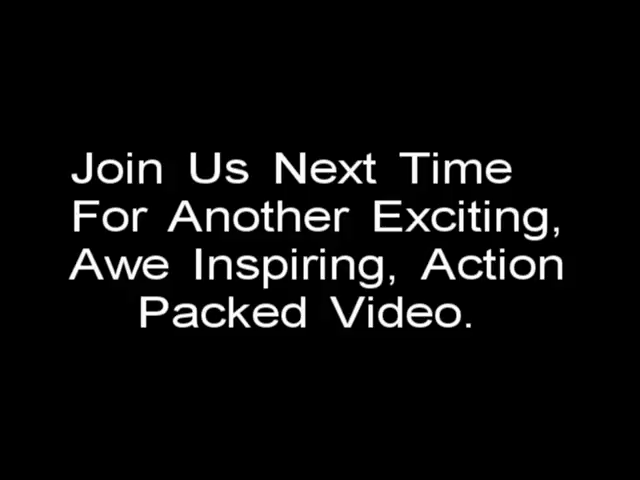 Join Us Next Time
For Another Exciting,
Awe Inspiring, Action
Packed Video.